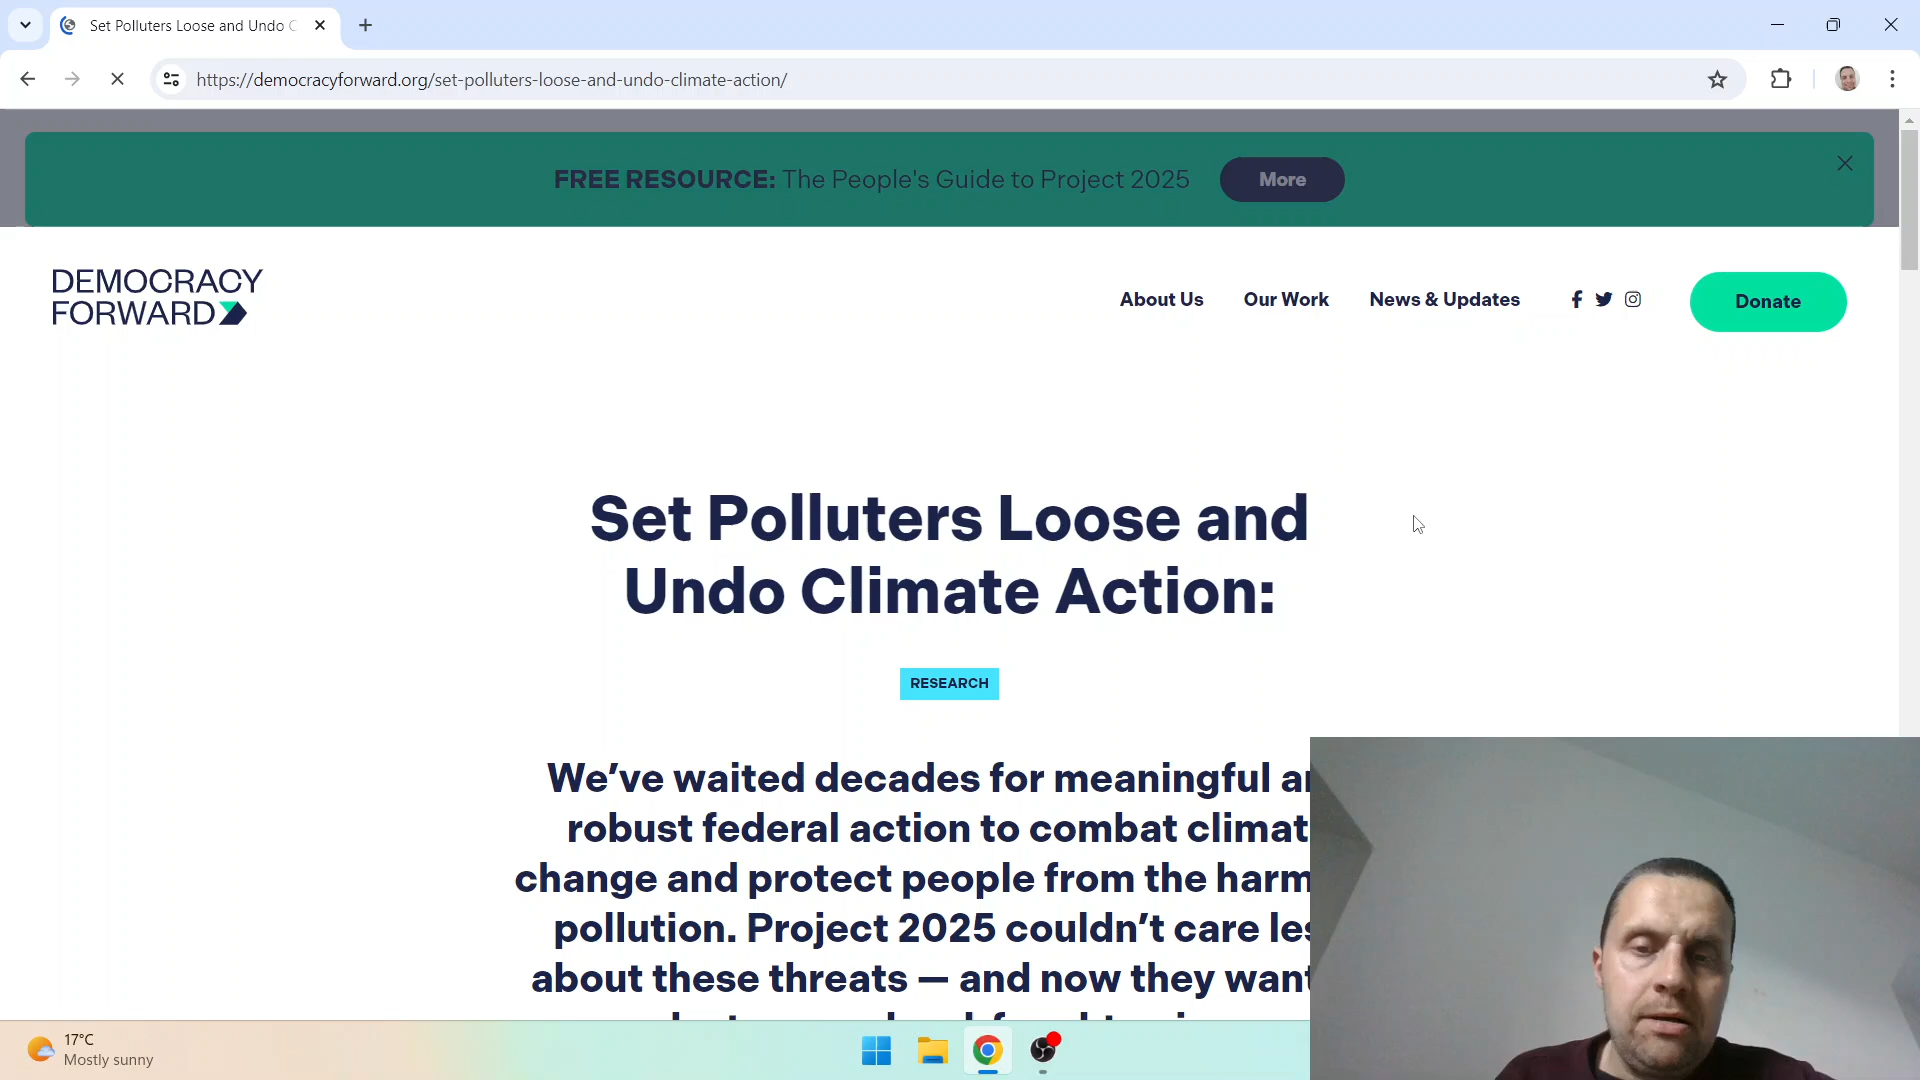 Set Polluters Loose and Undo C
https://democracyforward.org/set-polluters-loose-and-undo-climate-action/
FREE RESOURCE: The People's Guide to Project 2025
More
DEMOCRACY
FORWARD
About Us
Our Work
News & Updates
Donate
Set Polluters Loose and
Undo Climate Action:
RESEARCH
We’ve waited decades for meaningful
robust federal action to combat climat
change and protect people from the harm
pollution. Project 2025 couldn’t care les
about these threats — and now they want
17°C
Mostly sunny